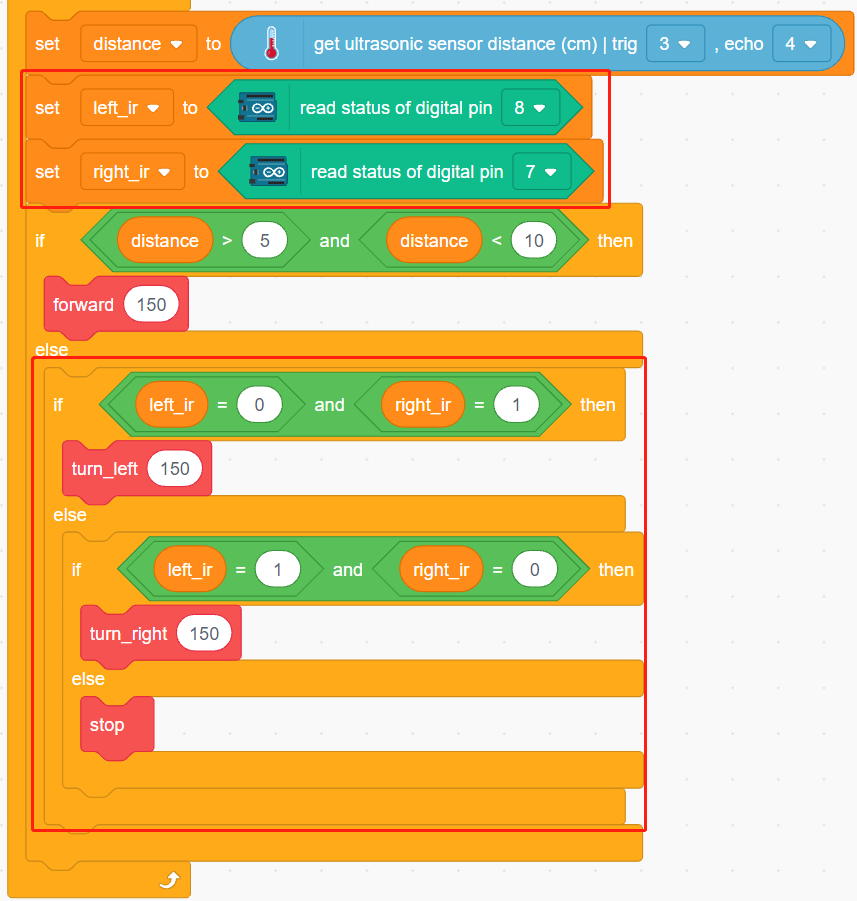 set distance to get ultrasonic sensor distance (cm) | trig 3 , echo 4
set left_ir to read status of digital pin 8
set right_ir to read status of digital pin 7
if distance > 5 and distance < 10 then
forward 150
else
if left_ir = 0 and right_ir = 1 then
turn_left 150
else
if left_ir = 1 and right_ir = 0 then
turn_right 150
else
stop